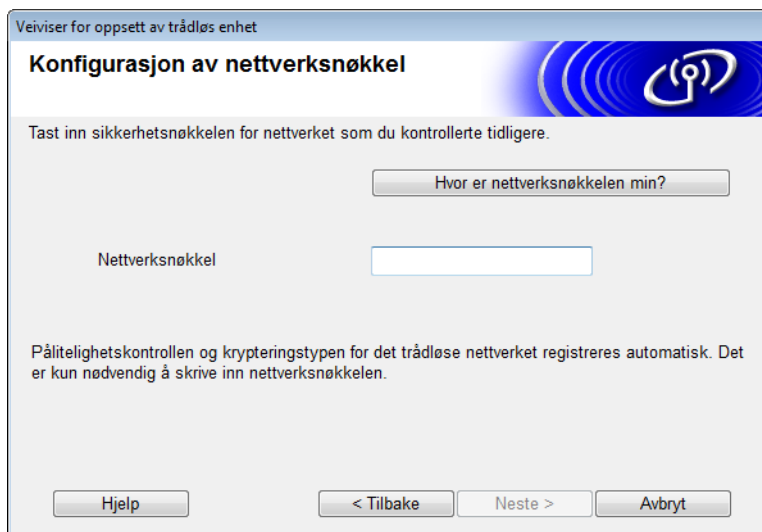 Veiviser for oppsett av trådløs enhet
Konfigurasjon av nettverksnøkkel
Tast inn sikkerhetsnøkkelen for nettverket som du kontrollerte tidligere.
Hvor er nettverksnøkkelen min?
Nettverksnøkkel
Pålitelighetskontrollen og krypteringstypen for det trådløse nettverket registreres automatisk. Det
er kun nødvendig å skrive inn nettverksnøkkelen.
Hjelp
< Tilbake
Neste >
Avbryt